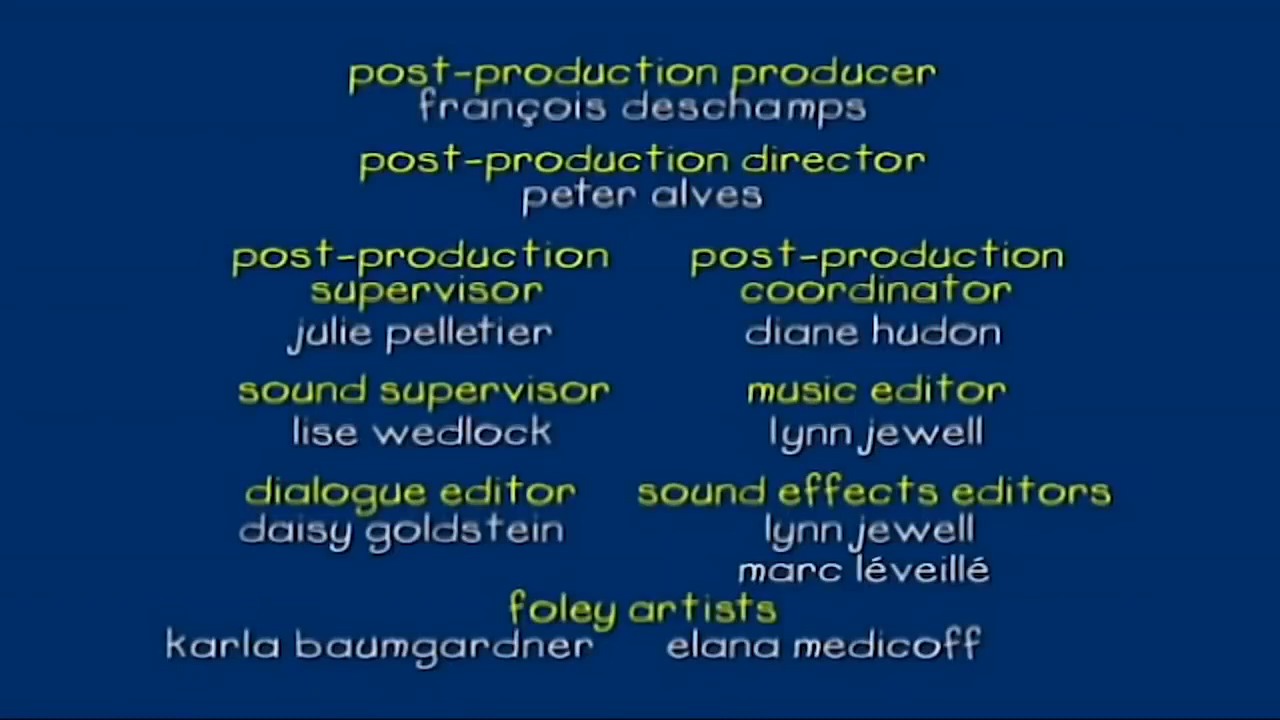 post-production producer
françois deschamps
post-production director
peter alves
post-production
supervisor
julie pelletier
post-production
coordinator
diane hudon
sound supervisor
lise wedlock
music editor
lynn jewell
dialogue editor
daisy goldstein
sound effects editors
lynn jewell
marc léveillé
foley artists
karla baumgardner
elana medicoff